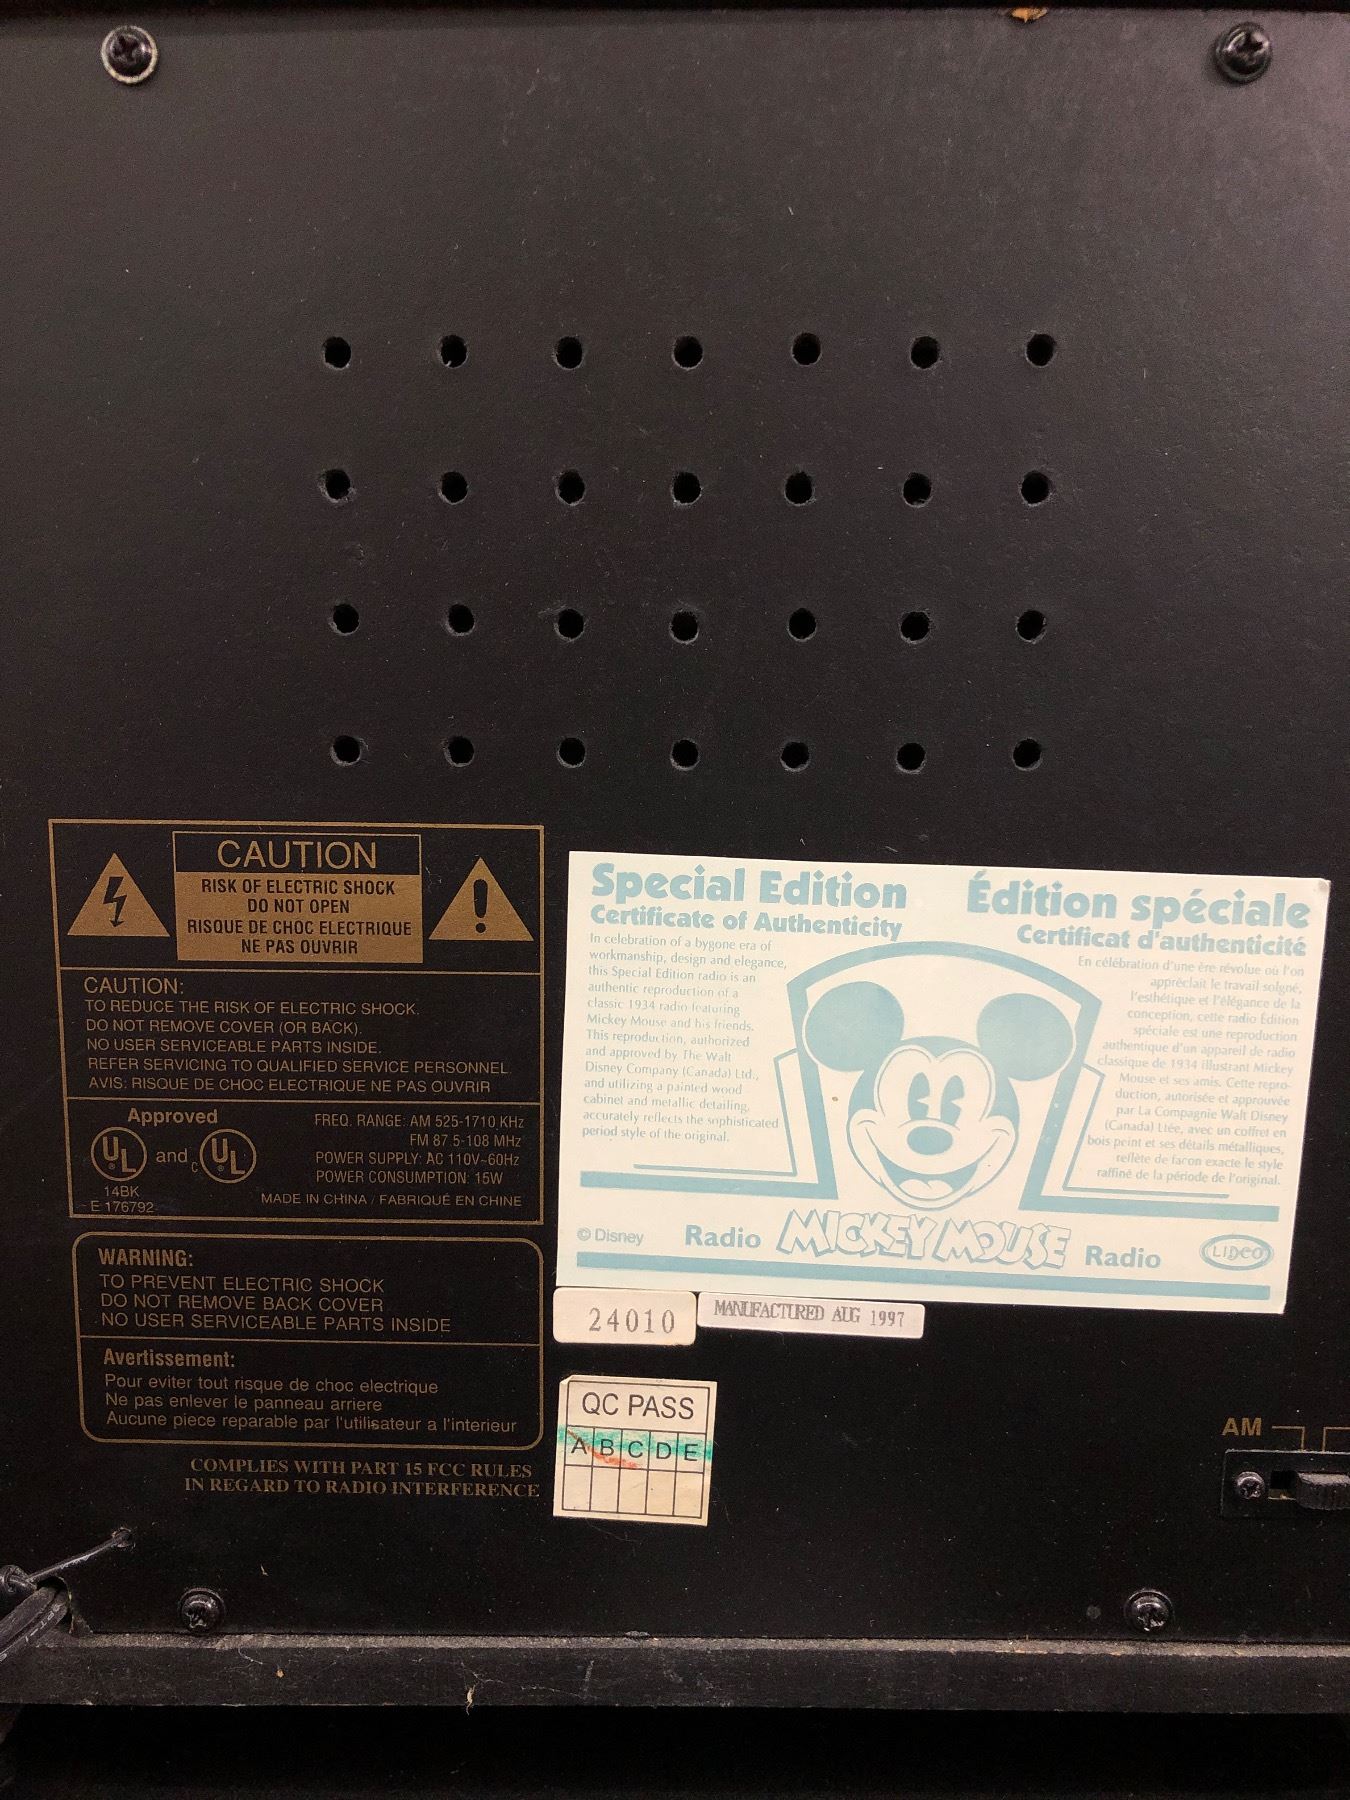 CAUTION
RISK OF ELECTRIC SHOCK
DO NOT OPEN
RISQUE DE CHOC ELECTRIQUE
NE PAS OUVRIR
CAUTION:
TO REDUCE THE RISK OF ELECTRIC SHOCK.
DO NOT REMOVE COVER (OR BACK).
NO USER SERVICEABLE PARTS INSIDE.
REFER SERVICING TO QUALIFIED SERVICE PERSONNEL
AVIS: RISQUE DE CHOC ELECTRIQUE NE PAS OUVRIR
Approved
UL and c UL
14BK
E 176792
FREQ. RANGE: AM 525-1710 KHz
FM 87.5-108 MHz
POWER SUPPLY: AC 110V~60Hz
POWER CONSUMPTION: 15W
MADE IN CHINA / FABRIQUÉ EN CHINE
WARNING:
TO PREVENT ELECTRIC SHOCK
DO NOT REMOVE BACK COVER
NO USER SERVICEABLE PARTS INSIDE
Avertissement:
Pour eviter tout risque de choc electrique
Ne pas enlever le panneau arriere
Aucune piece reparable par l'utilisateur a l'interieur
COMPLIES WITH PART 15 FCC RULES
IN REGARD TO RADIO INTERFERENCE
Special Edition
Certificate of Authenticity
In celebration of a bygone era of
workmanship, design and elegance,
this Special Edition radio is an
authentic reproduction of a
classic 1934 radio featuring
Mickey Mouse and his friends.
This reproduction, authorized
and approved by The Walt
Disney Company (Canada) Ltd.,
and utilizing a painted wood
cabinet and metallic detailing,
accurately reflects the sophisticated
period style of the original.
Édition spéciale
Certificat d'authenticité
En célébration d'une ère révolue où l'on
appréciait le travail soigné,
l'esthétique et l'élégance de la
conception, cette radio Édition
spéciale est une reproduction
authentique d'un appareil de radio
classique de 1934 illustrant Mickey
Mouse et ses amis. Cette repro-
duction, autorisée et approuvée
par La Compagnie Walt Disney
(Canada) Ltée, avec un coffret en
bois peint et ses détails métalliques,
reflète de facon exacte le style
raffiné de la période de l'original.
© Disney
Radio MICKEY MOUSE Radio
LIDCO
24010
MANUFACTURED AUG 1997
QC PASS
A B C D E
AM